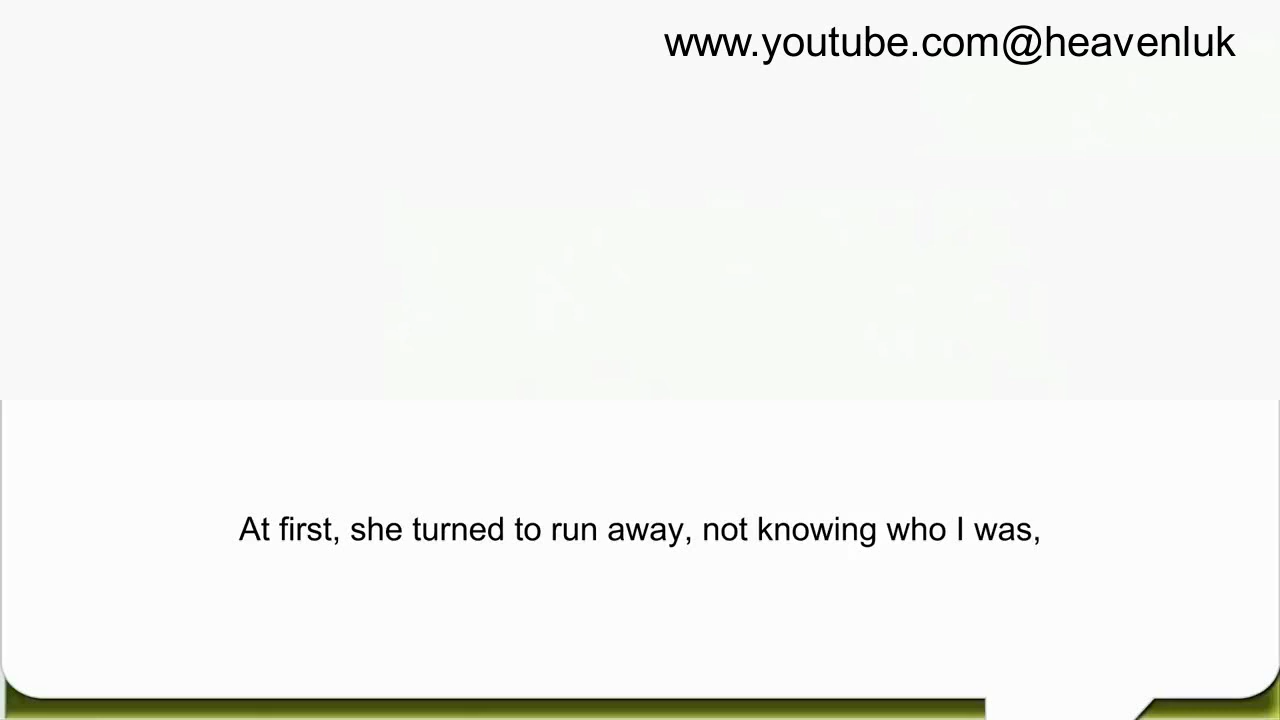 www.youtube.com@heavenluk
At first, she turned to run away, not knowing who I was,